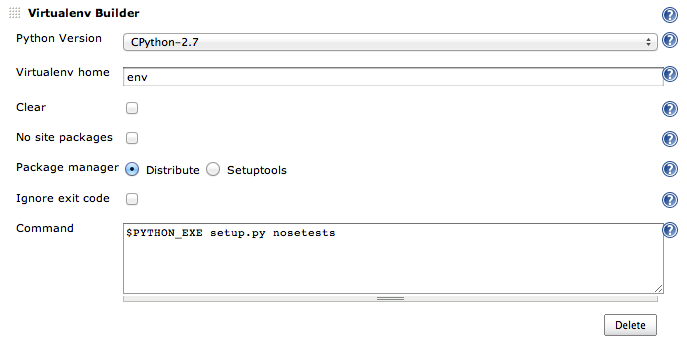 Virtualenv Builder
Python Version CPython-2.7
Virtualenv home env
Clear
No site packages
Package manager Distribute Setuptools
Ignore exit code
Command $PYTHON_EXE setup.py nosetests
Delete